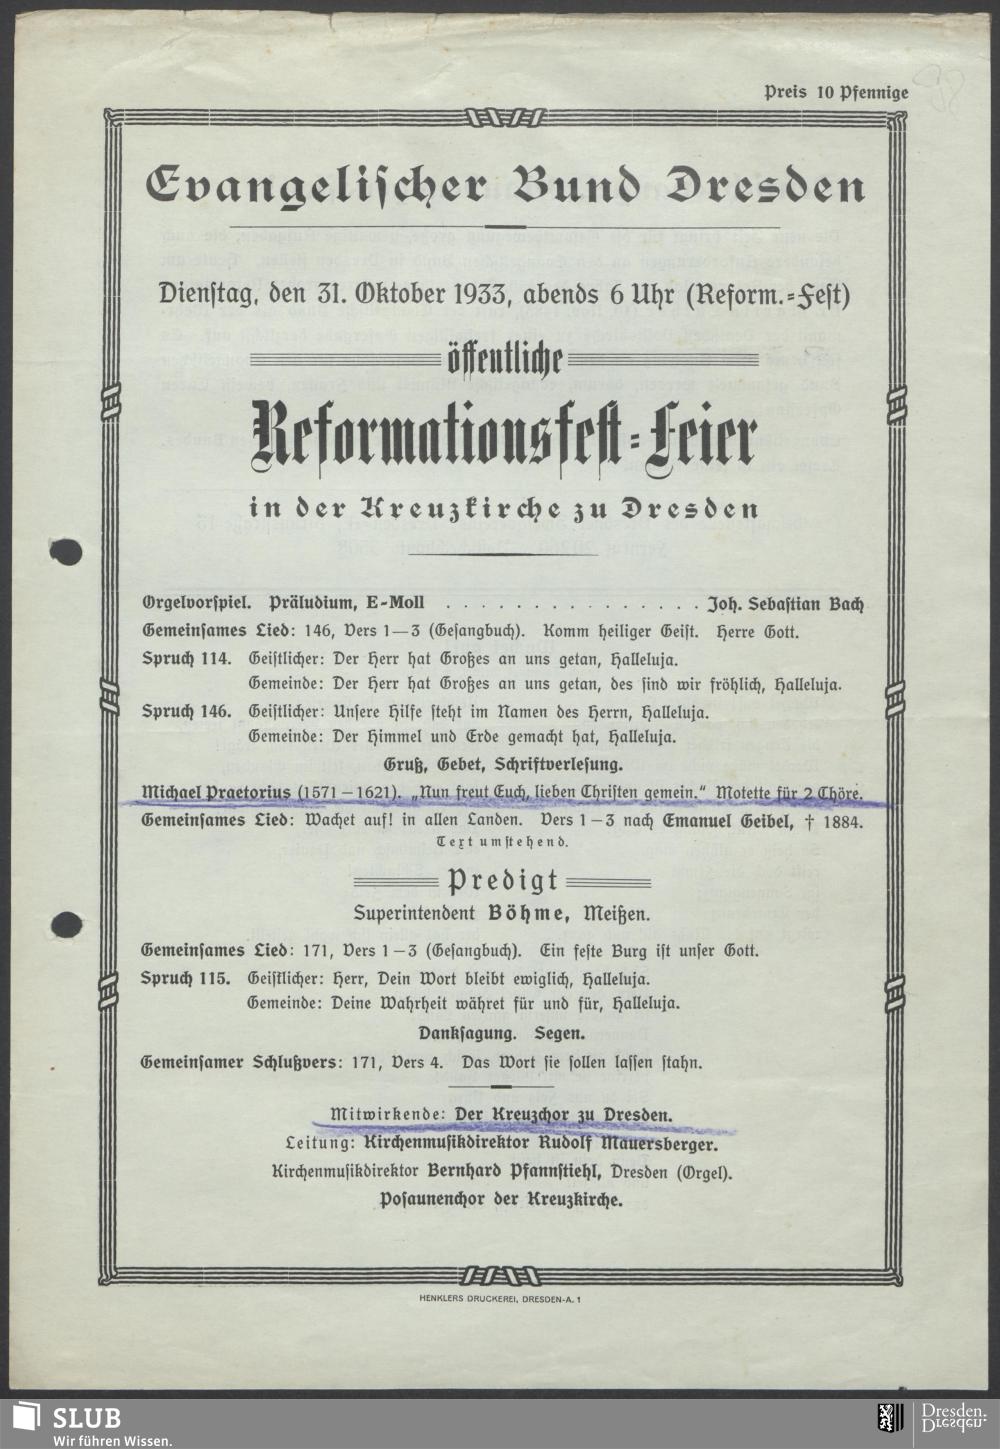 Preis 10 Pfennige
Evangelischer Bund Dresden
Dienstag, den 31. Oktober 1933, abends 6 Uhr (Reform.=Fest)
öffentliche
Reformationsfest=Feier
in der Kreuzkirche zu Dresden
Orgelvorspiel. Präludium, E-Moll . . . . . . . . . . . . . . . Joh. Sebastian Bach
Gemeinsames Lied: 146, Vers 1—3 (Gesangbuch). Komm heiliger Geist. Herre Gott.
Spruch 114. Geistlicher: Der Herr hat Großes an uns getan, Halleluja.
Gemeinde: Der Herr hat Großes an uns getan, des sind wir fröhlich, Halleluja.
Spruch 146. Geistlicher: Unsere Hilfe steht im Namen des Herrn, Halleluja.
Gemeinde: Der Himmel und Erde gemacht hat, Halleluja.
Gruß, Gebet, Schriftverlesung.
Michael Praetorius (1571—1621). „Nun freut Euch, lieben Christen gemein.“ Motette für 2 Chöre.
Gemeinsames Lied: Wachet auf! in allen Landen. Vers 1—3 nach Emanuel Geibel, † 1884.
Text umstehend.
Predigt
Superintendent Böhme, Meißen.
Gemeinsames Lied: 171, Vers 1—3 (Gesangbuch). Ein feste Burg ist unser Gott.
Spruch 115. Geistlicher: Herr, Dein Wort bleibt ewiglich, Halleluja.
Gemeinde: Deine Wahrheit währet für und für, Halleluja.
Danksagung. Segen.
Gemeinsamer Schlußvers: 171, Vers 4. Das Wort sie sollen lassen stahn.
Mitwirkende: Der Kreuzchor zu Dresden.
Leitung: Kirchenmusikdirektor Rudolf Mauersberger.
Kirchenmusikdirektor Bernhard Pfannstiehl, Dresden (Orgel).
Posaunenchor der Kreuzkirche.
HENKLERS DRUCKEREI, DRESDEN-A. 1
SLUB
Wir führen Wissen.
Dresden.
Dresden.